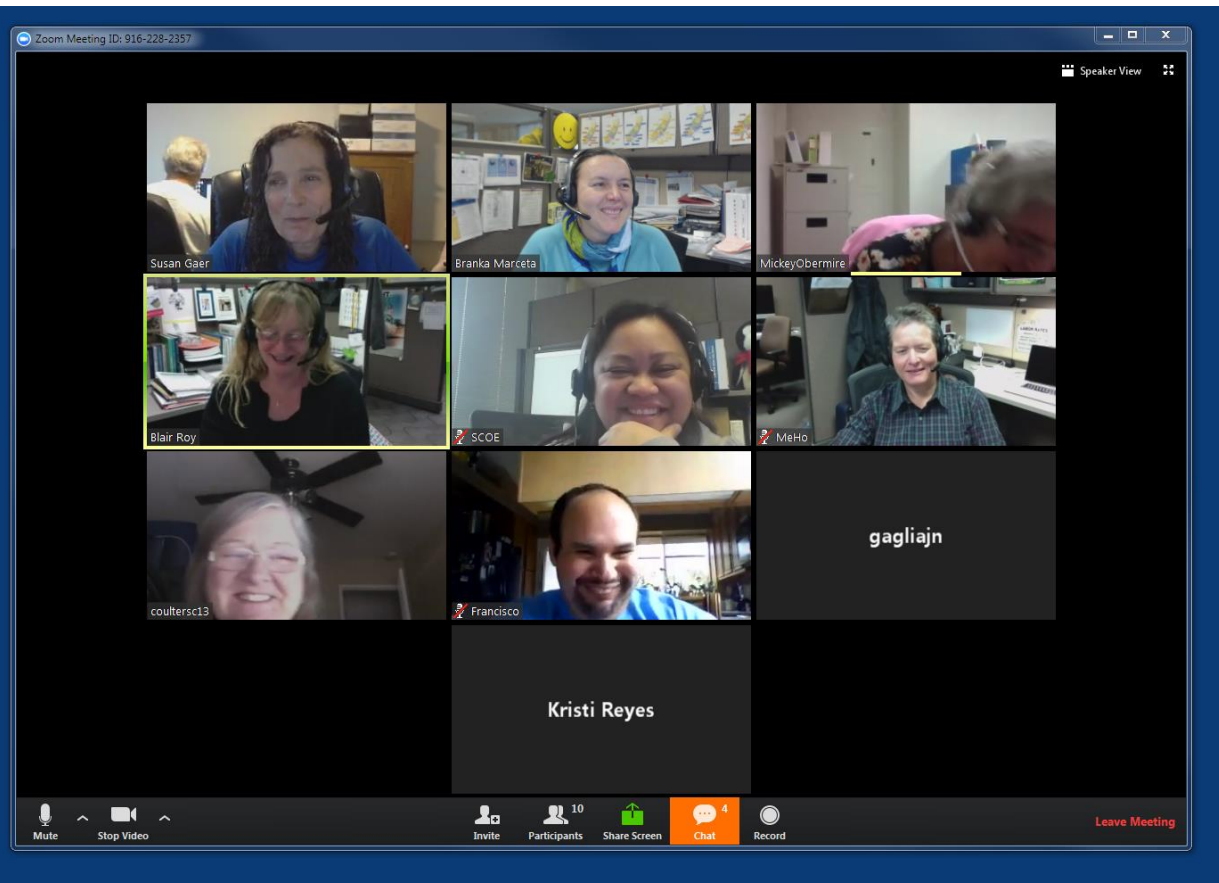 Zoom Meeting ID: 916-228-2357
Speaker View
Susan Gaer
Branka Marceta
MickeyObermire
Blair Roy
SCOE
MeHo
coultersc13
Francisco
gagliajn
Kristi Reyes
Mute
Stop Video
Invite
Participants 10
Share Screen
Chat 4
Record
Leave Meeting